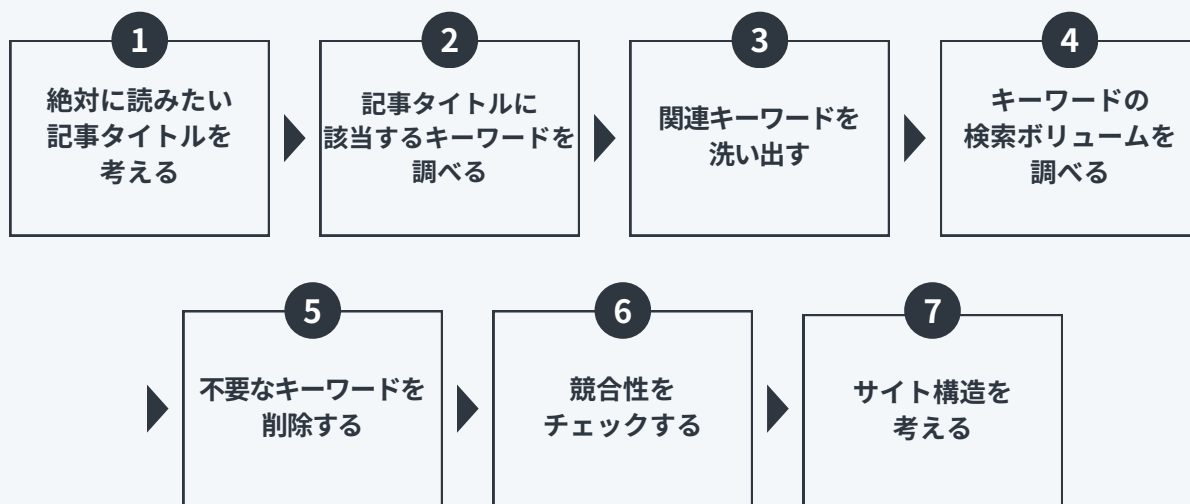 1
絶対に読みたい
記事タイトルを
考える
2
記事タイトルに
該当するキーワードを
調べる
3
関連キーワードを
洗い出す
4
キーワードの
検索ボリュームを
調べる
5
不要なキーワードを
削除する
6
競合性を
チェックする
7
サイト構造を
考える